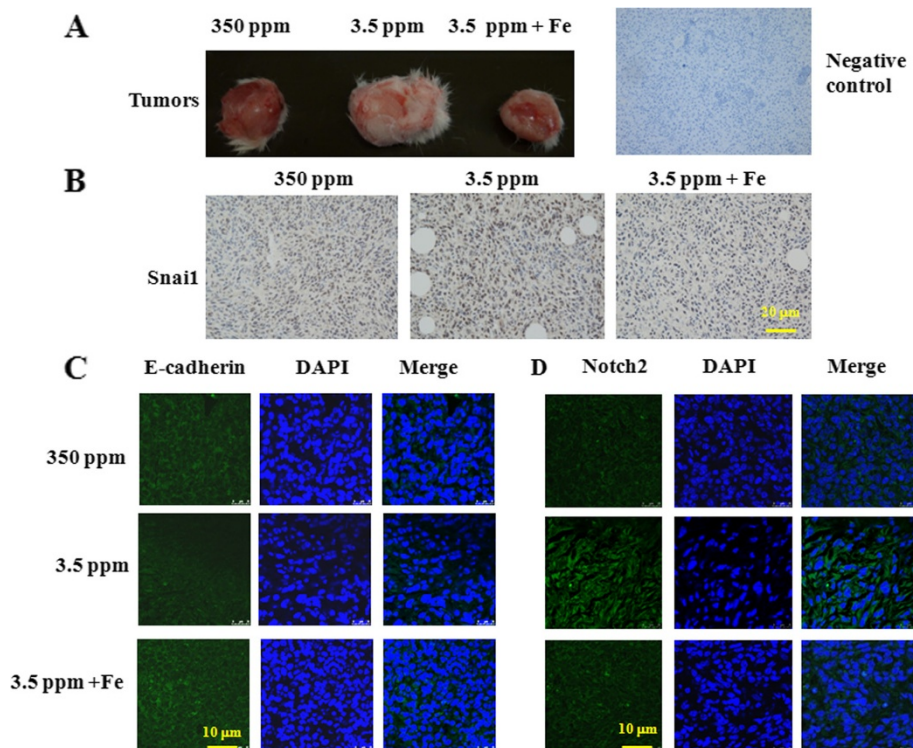 A
350 ppm 3.5 ppm 3.5 ppm + Fe
Tumors
Negative
control
B
350 ppm 3.5 ppm 3.5 ppm + Fe
Snai1
20 µm
C E-cadherin DAPI Merge D Notch2 DAPI Merge
350 ppm
3.5 ppm
3.5 ppm +Fe
10 µm 10 µm